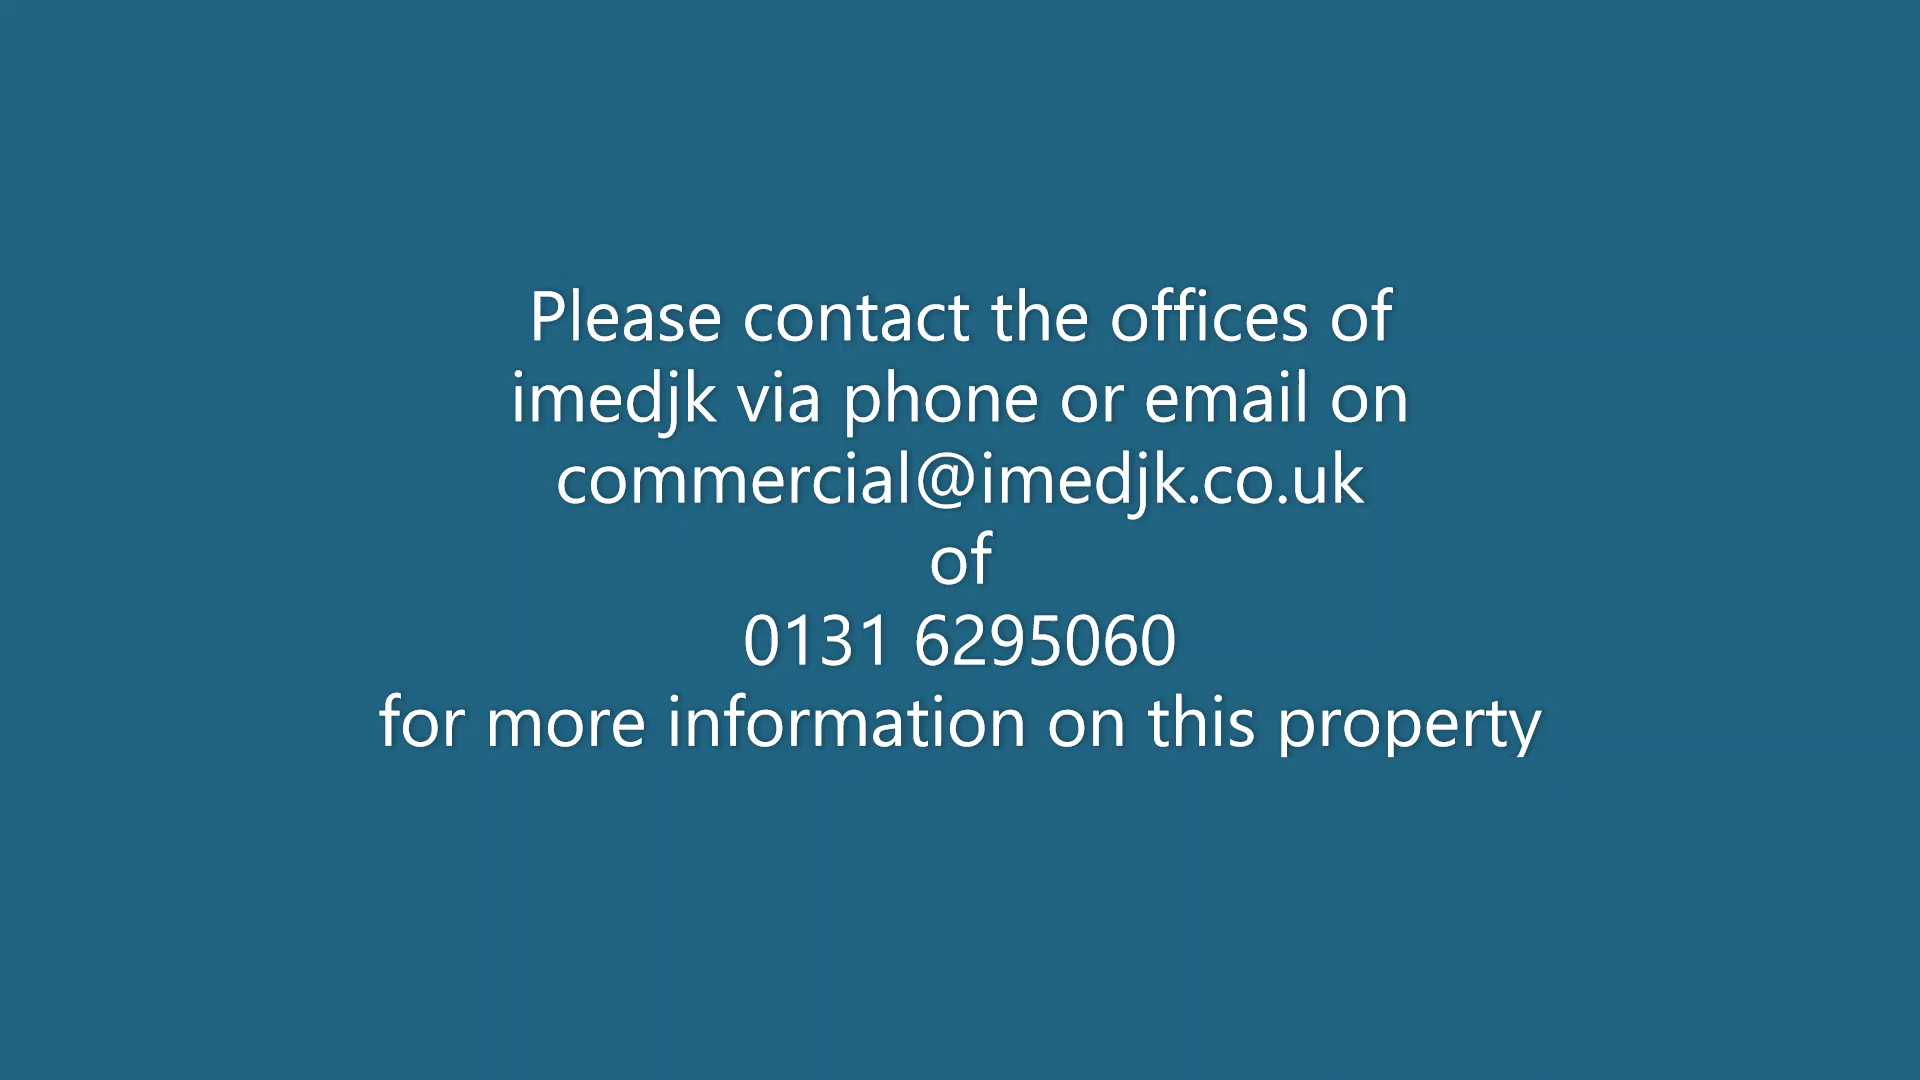 Please contact the offices of
imedjk via phone or email on
commercial@imedjk.co.uk
of
0131 6295060
for more information on this property